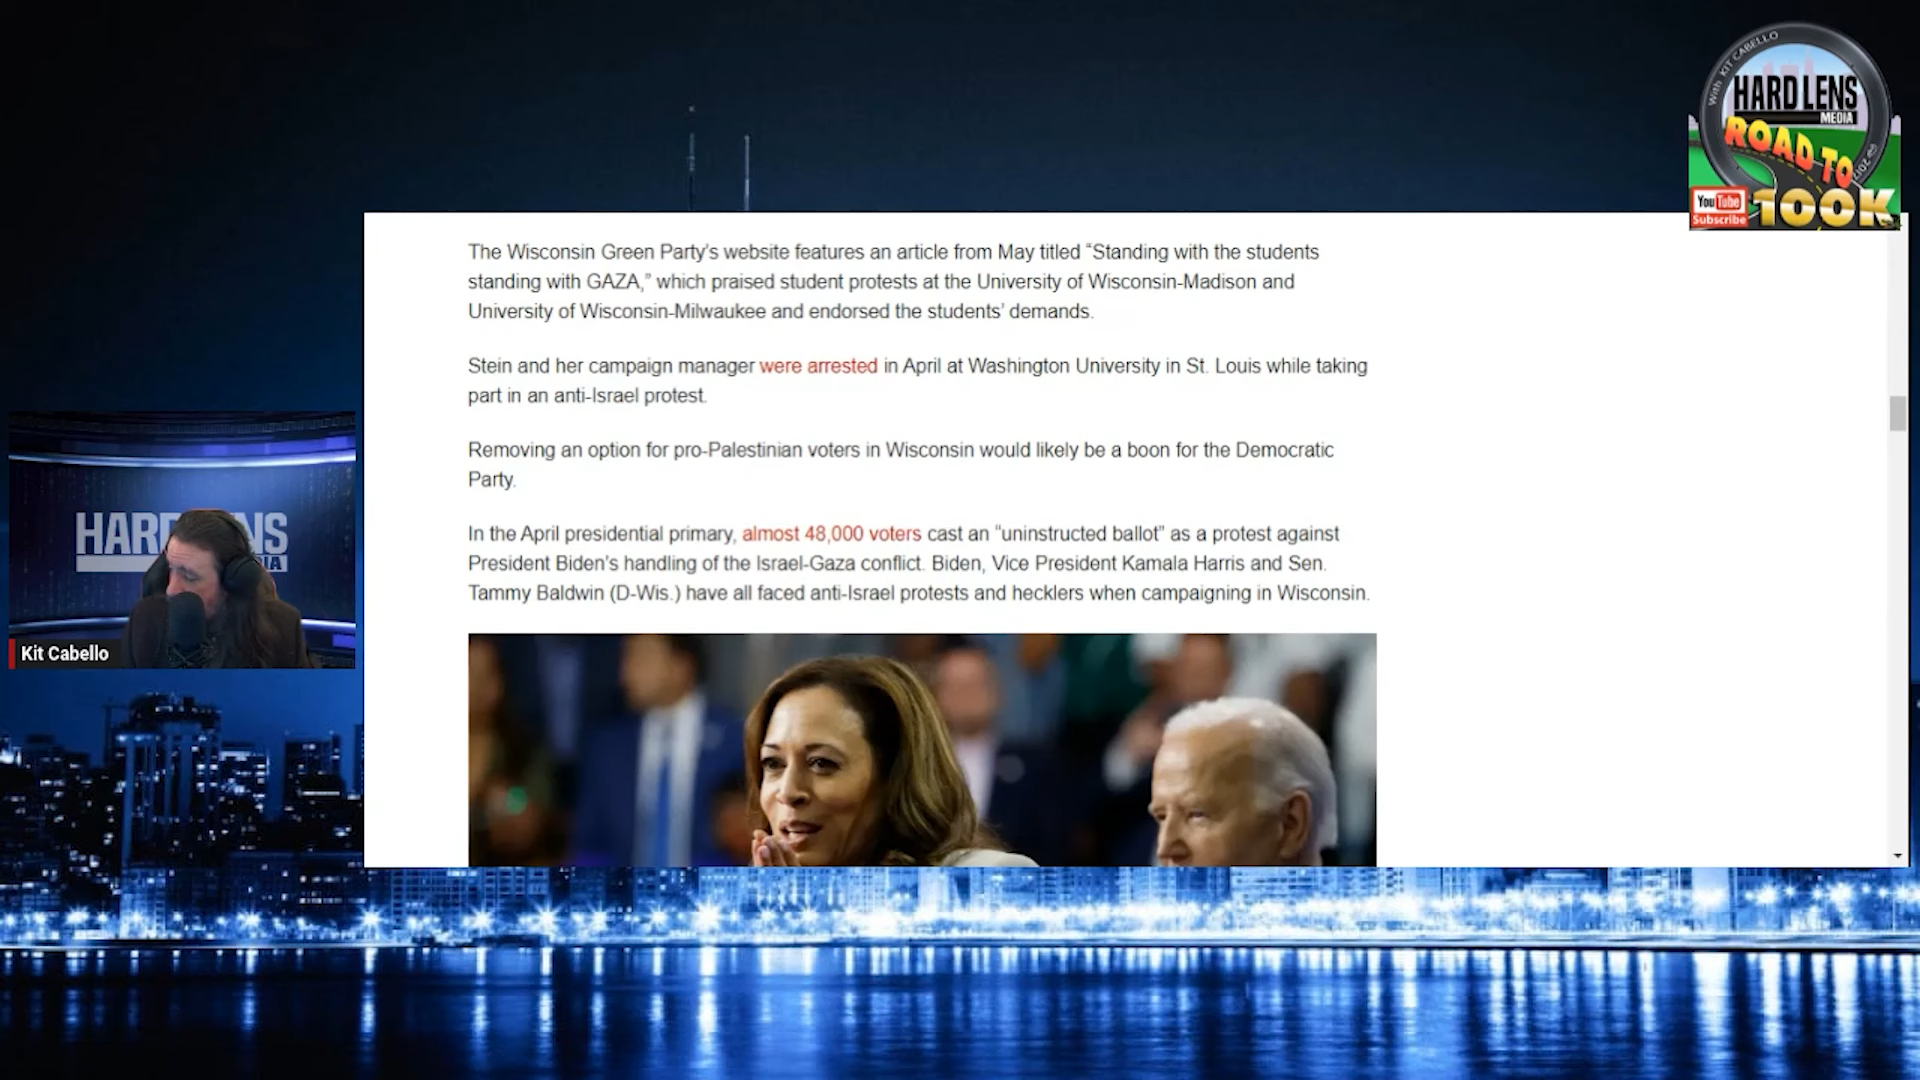 with KIT CABELLO
HARD LENS
MEDIA
ROAD TO
100K
YouTube
Subscribe
The Wisconsin Green Party’s website features an article from May titled “Standing with the students
standing with GAZA,” which praised student protests at the University of Wisconsin-Madison and
University of Wisconsin-Milwaukee and endorsed the students’ demands.
Stein and her campaign manager were arrested in April at Washington University in St. Louis while taking
part in an anti-Israel protest.
Removing an option for pro-Palestinian voters in Wisconsin would likely be a boon for the Democratic
Party.
In the April presidential primary, almost 48,000 voters cast an “uninstructed ballot” as a protest against
President Biden’s handling of the Israel-Gaza conflict. Biden, Vice President Kamala Harris and Sen.
Tammy Baldwin (D-Wis.) have all faced anti-Israel protests and hecklers when campaigning in Wisconsin.
Kit Cabello